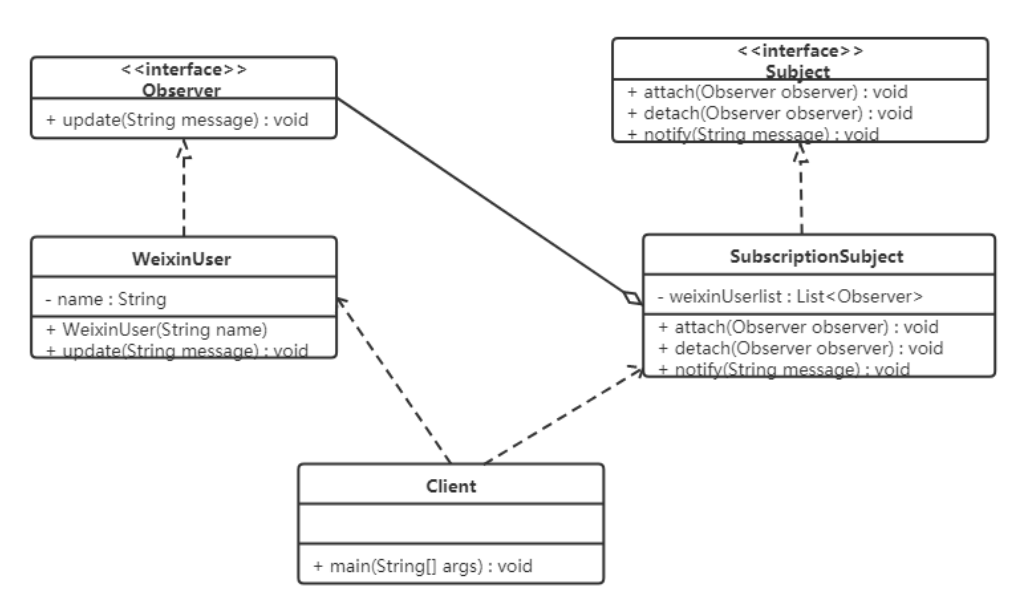 <<interface>>
Observer
+ update(String message) : void
<<interface>>
Subject
+ attach(Observer observer) : void
+ detach(Observer observer) : void
+ notify(String message) : void
WeixinUser
- name : String
+ WeixinUser(String name)
+ update(String message) : void
SubscriptionSubject
- weixinUserlist : List<Observer>
+ attach(Observer observer) : void
+ detach(Observer observer) : void
+ notify(String message) : void
Client
+ main(String[] args) : void